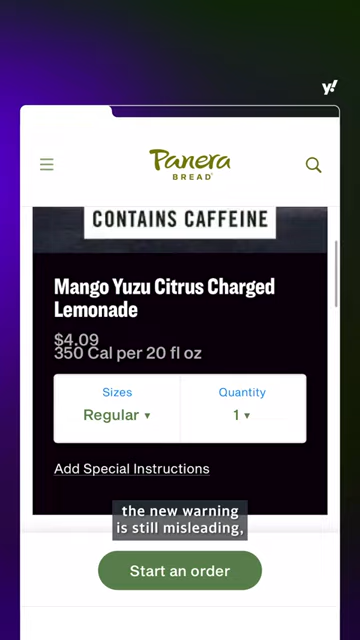 y!
Panera
BREAD
CONTAINS CAFFEINE
Mango Yuzu Citrus Charged
Lemonade
$4.09
350 Cal per 20 fl oz
Sizes
Quantity
Regular
1
Add Special Instructions
the new warning
is still misleading,
Start an order